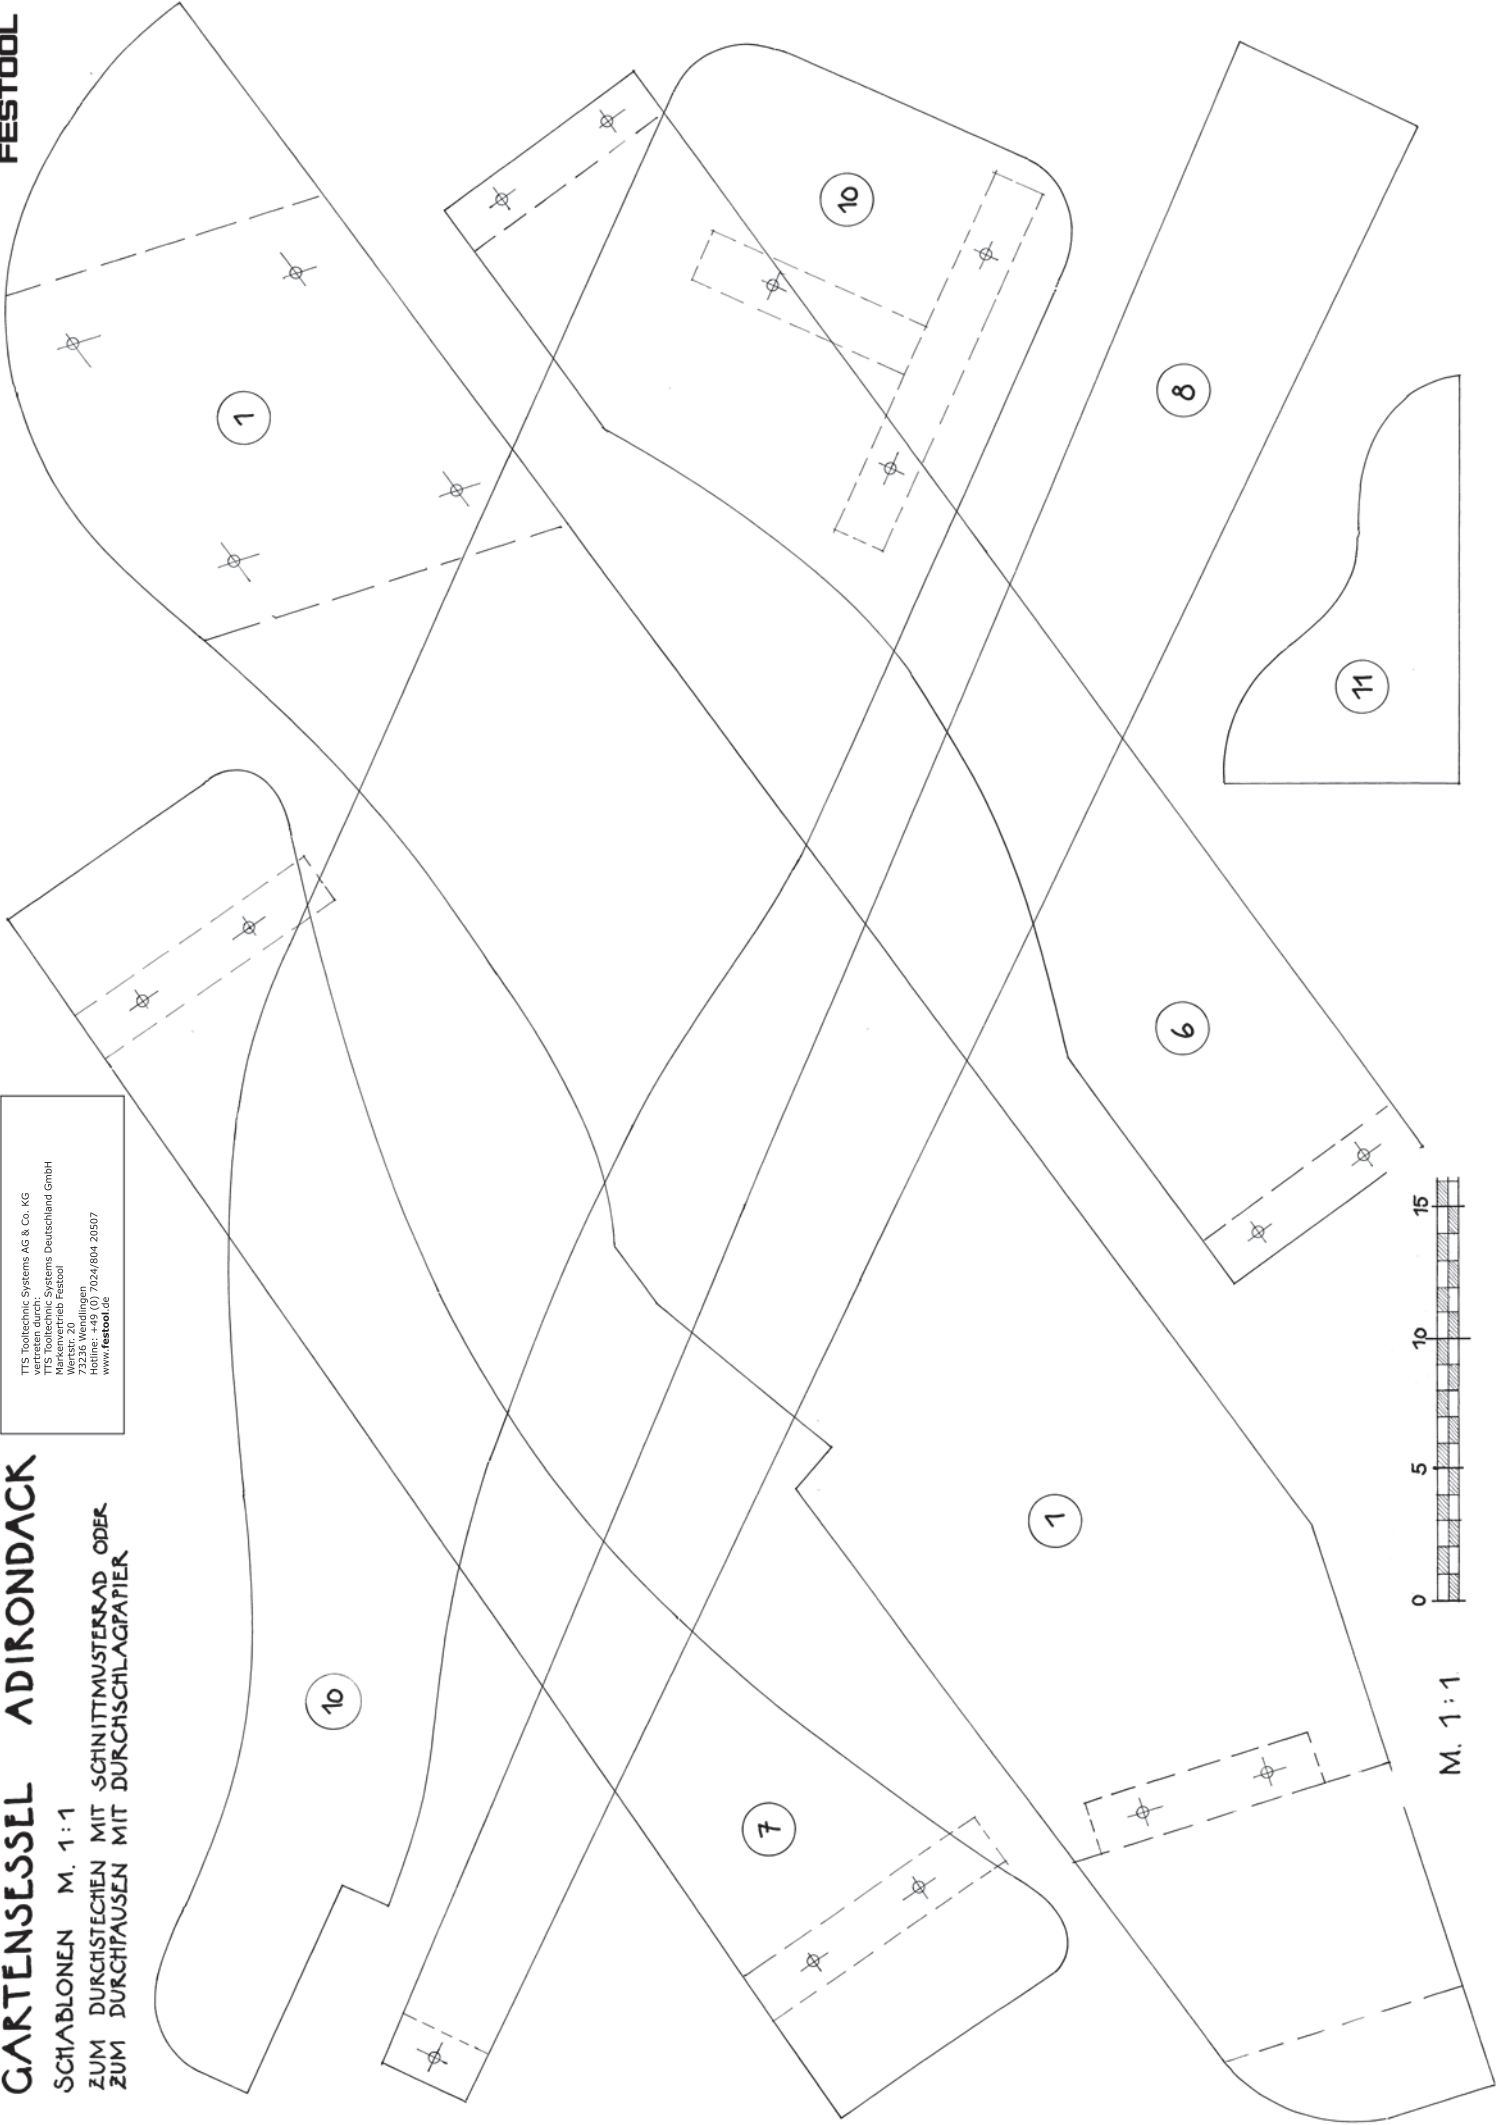 FESTOOL
GARTENSESSEL ADIRONDACK
SCHABLONEN M. 1:1
ZUM DURCHSTECHEN MIT SCHNITTMUSTERRAD ODER
ZUM DURCHPAUSEN MIT DURCHSCHLAGPAPIER
TTS Tooltechnic Systems AG & Co. KG
vertreten durch:
TTS Tooltechnic Systems Deutschland GmbH
Markenvertrieb Festool
Wertstr. 20
73236 Wendlingen
Hotline: +49 (0) 7024/804 20507
www.festool.de
1
10
8
11
6
10
7
1
M. 1:1
0 5 10 15